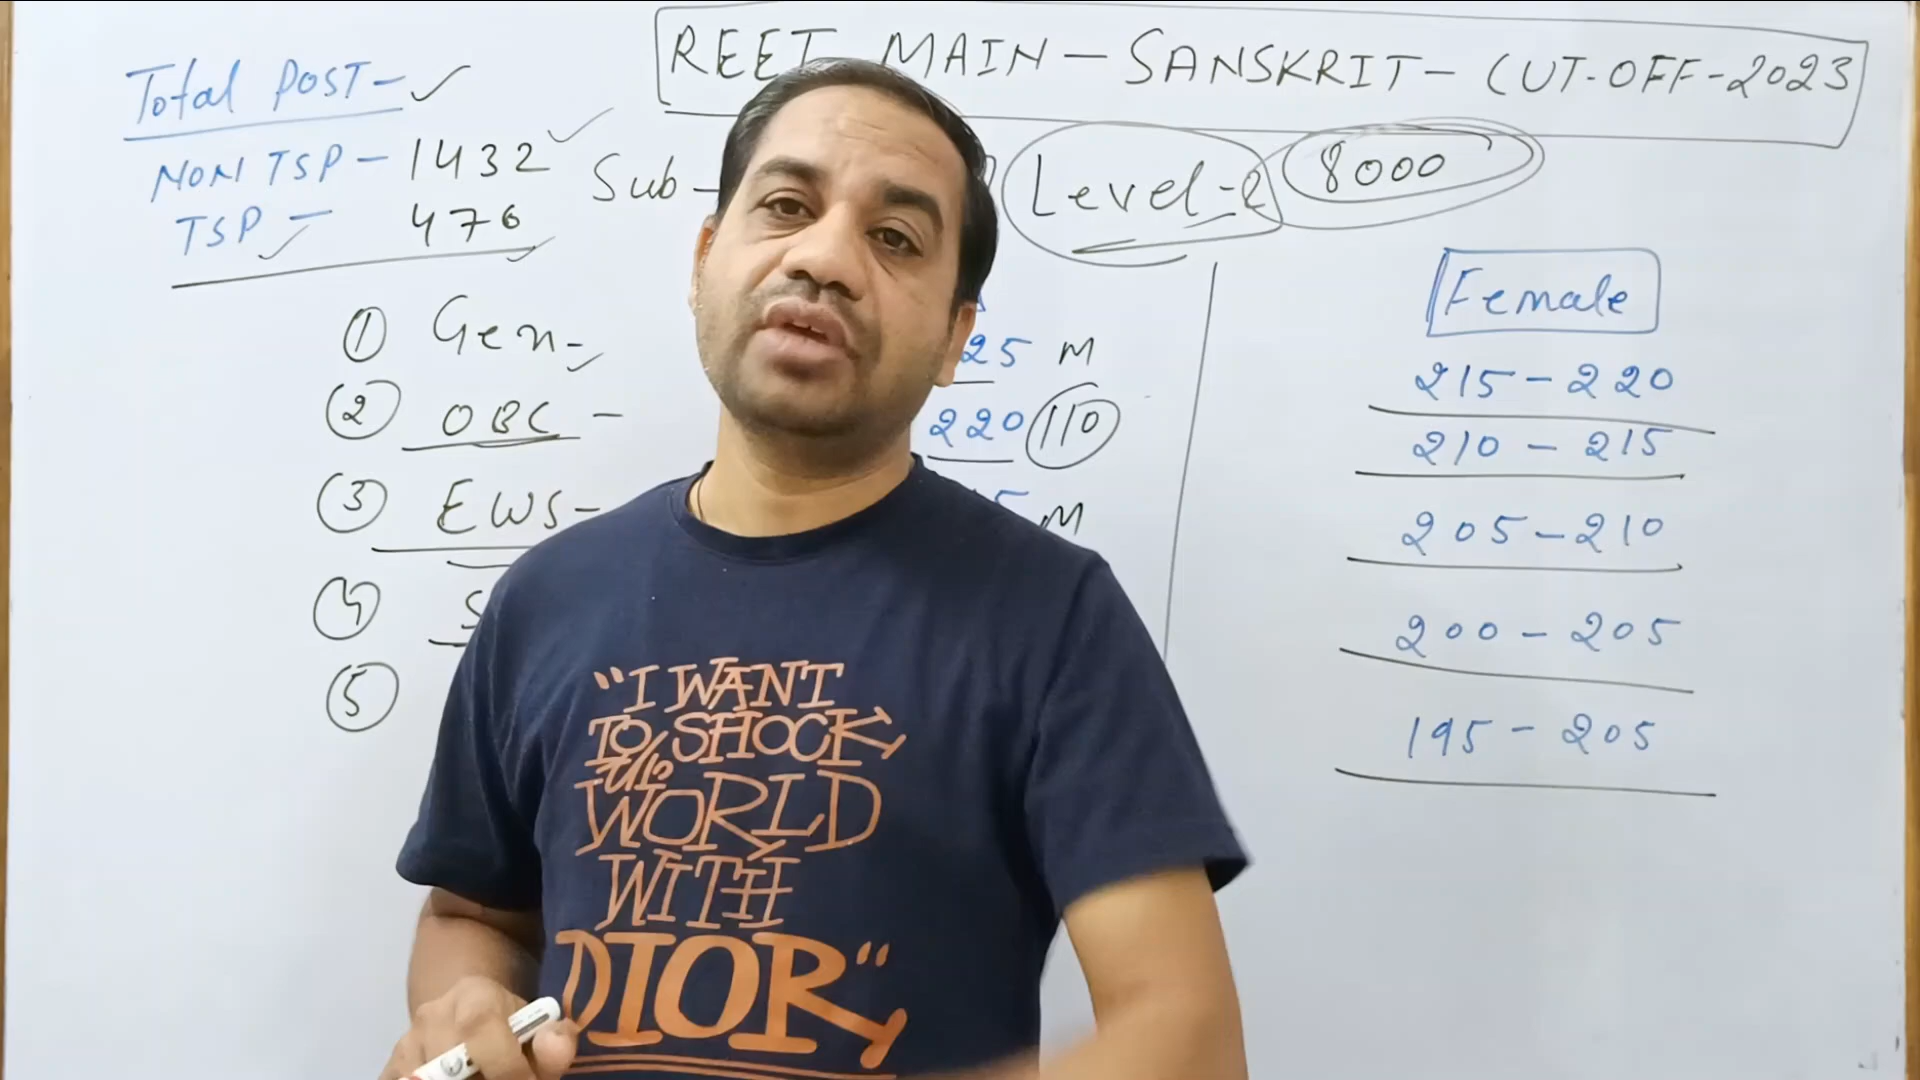 REET MAIN - SANSKRIT - CUT-OFF-2023
Total POST -
NON TSP - 1432
TSP - 476
Sub -
Level-2
8000
Female
① Gen -
25 M
215 - 220
② OBC -
220 110
210 - 215
③ EWS -
M
205 - 210
④ S
200 - 205
⑤
195 - 205
"I WANT
TO SHOCK
the
WORLD
WITH
DIOR"